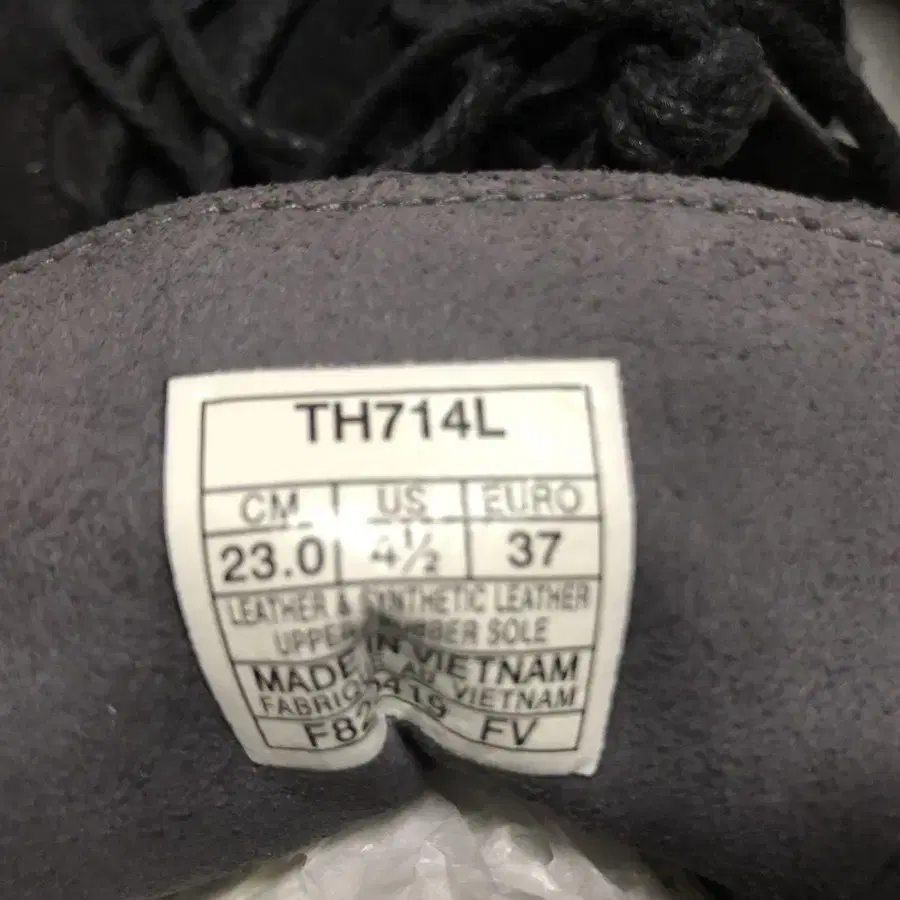 TH714L
CM US EURO
23.0 4½ 37
LEATHER & SYNTHETIC LEATHER
UPPER RUBBER SOLE
MADE IN VIETNAM
AU VIETNAM
FV